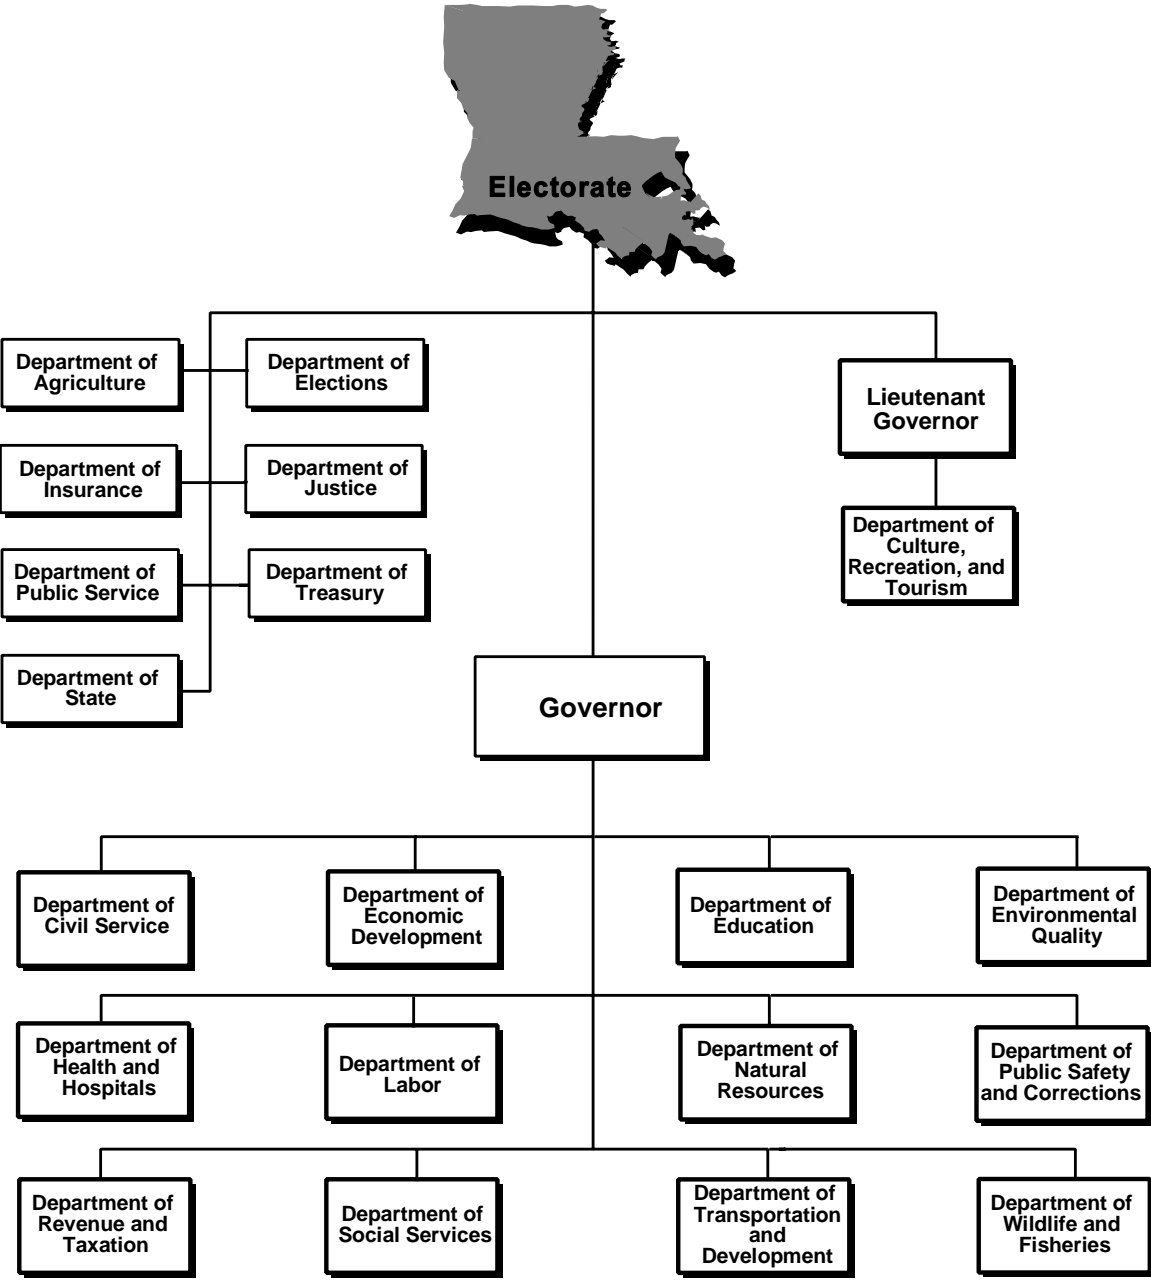 Electorate
Department of
Agriculture
Department of
Elections
Lieutenant
Governor
Department of
Insurance
Department of
Justice
Department of
Culture,
Recreation, and
Tourism
Department of
Public Service
Department of
Treasury
Department of
State
Governor
Department of
Civil Service
Department of
Economic
Development
Department of
Education
Department of
Environmental
Quality
Department of
Health and
Hospitals
Department of
Labor
Department of
Natural
Resources
Department of
Public Safety
and Corrections
Department of
Revenue and
Taxation
Department of
Social Services
Department of
Transportation
and
Development
Department of
Wildlife and
Fisheries